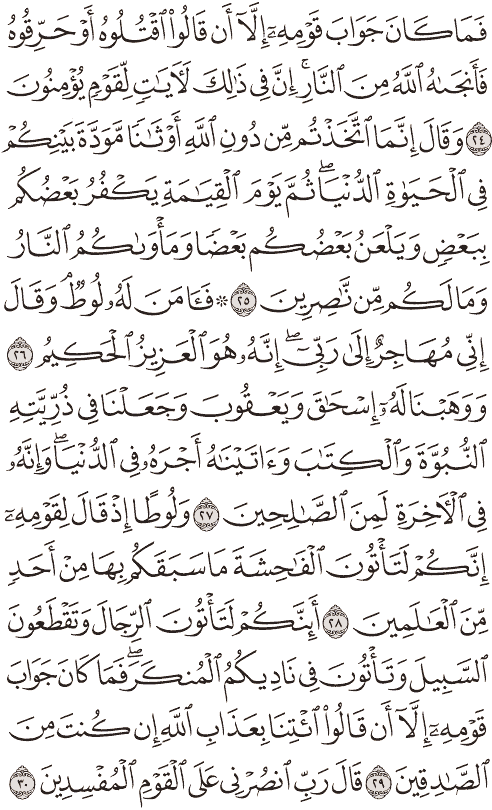 فَمَا كَانَ جَوَابَ قَوْمِهِۦٓ إِلَّآ أَن قَالُوا۟ ٱقْتُلُوهُ أَوْ حَرِّقُوهُ
فَأَنجَىٰهُ ٱللَّهُ مِنَ ٱلنَّارِ ۚ إِنَّ فِى ذَٰلِكَ لَءَايَٰتٍ لِّقَوْمٍ يُؤْمِنُونَ
٢٤ وَقَالَ إِنَّمَا ٱتَّخَذْتُم مِّن دُونِ ٱللَّهِ أَوْثَٰنًا مَّوَدَّةَ بَيْنِكُمْ
فِى ٱلْحَيَوٰةِ ٱلدُّنْيَا ۖ ثُمَّ يَوْمَ ٱلْقِيَٰمَةِ يَكْفُرُ بَعْضُكُم
بِبَعْضٍ وَيَلْعَنُ بَعْضُكُم بَعْضًا وَمَأْوَىٰكُمُ ٱلنَّارُ
وَمَا لَكُم مِّن نَّٰصِرِينَ ٢٥ ۞ فَـَٔامَنَ لَهُۥ لُوطٌ ۘ وَقَالَ
إِنِّى مُهَاجِرٌ إِلَىٰ رَبِّىٓ ۖ إِنَّهُۥ هُوَ ٱلْعَزِيزُ ٱلْحَكِيمُ ٢٦
وَوَهَبْنَا لَهُۥٓ إِسْحَٰقَ وَيَعْقُوبَ وَجَعَلْنَا فِى ذُرِّيَّتِهِ
ٱلنُّبُوَّةَ وَٱلْكِتَٰبَ وَءَاتَيْنَٰهُ أَجْرَهُۥ فِى ٱلدُّنْيَا ۖ وَإِنَّهُۥ
فِى ٱلْءَاخِرَةِ لَمِنَ ٱلصَّٰلِحِينَ ٢٧ وَلُوطًا إِذْ قَالَ لِقَوْمِهِۦٓ
إِنَّكُمْ لَتَأْتُونَ ٱلْفَٰحِشَةَ مَا سَبَقَكُم بِهَا مِنْ أَحَدٍ
مِّنَ ٱلْعَٰلَمِينَ ٢٨ أَئِنَّكُمْ لَتَأْتُونَ ٱلرِّجَالَ وَتَقْطَعُونَ
ٱلسَّبِيلَ وَتَأْتُونَ فِى نَادِيكُمُ ٱلْمُنكَرَ ۖ فَمَا كَانَ جَوَابَ
قَوْمِهِۦٓ إِلَّآ أَن قَالُوا۟ ٱئْتِنَا بِعَذَابِ ٱللَّهِ إِن كُنتَ مِنَ
ٱلصَّٰدِقِينَ ٢٩ قَالَ رَبِّ ٱنصُرْنِى عَلَى ٱلْقَوْمِ ٱلْمُفْسِدِينَ ٣٠